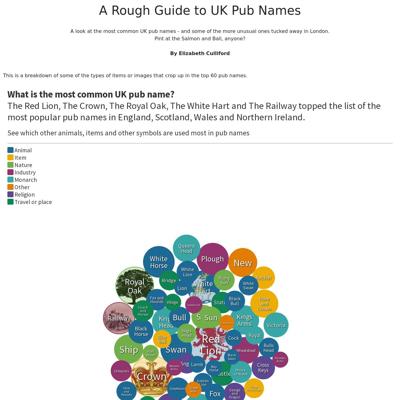 A Rough Guide to UK Pub Names
A look at the most common UK pub names - and some of the more unusual ones tucked away in London.
Pint at the Salmon and Ball, anyone?
By Elizabeth Culliford
This is a breakdown of some of the types of items or images that crop up in the top 60 pub names.
What is the most common UK pub name?
The Red Lion, The Crown, The Royal Oak, The White Hart and The Railway topped the list of the
most popular pub names in England, Scotland, Wales and Northern Ireland.
See which other animals, items and other symbols are used most in pub names
Animal
Item
Nature
Industry
Monarch
Other
Religion
Travel or place
Queens
Head
White
Horse
Plough
New
White
Lion
Royal
Oak
Bridge
Lion
White
Black
Bull
Railway
Bull
Sun
Kings
Arms
Victoria
Black
Horse
Red
Lion
Cock
Ship
Swan
Crown
Fox